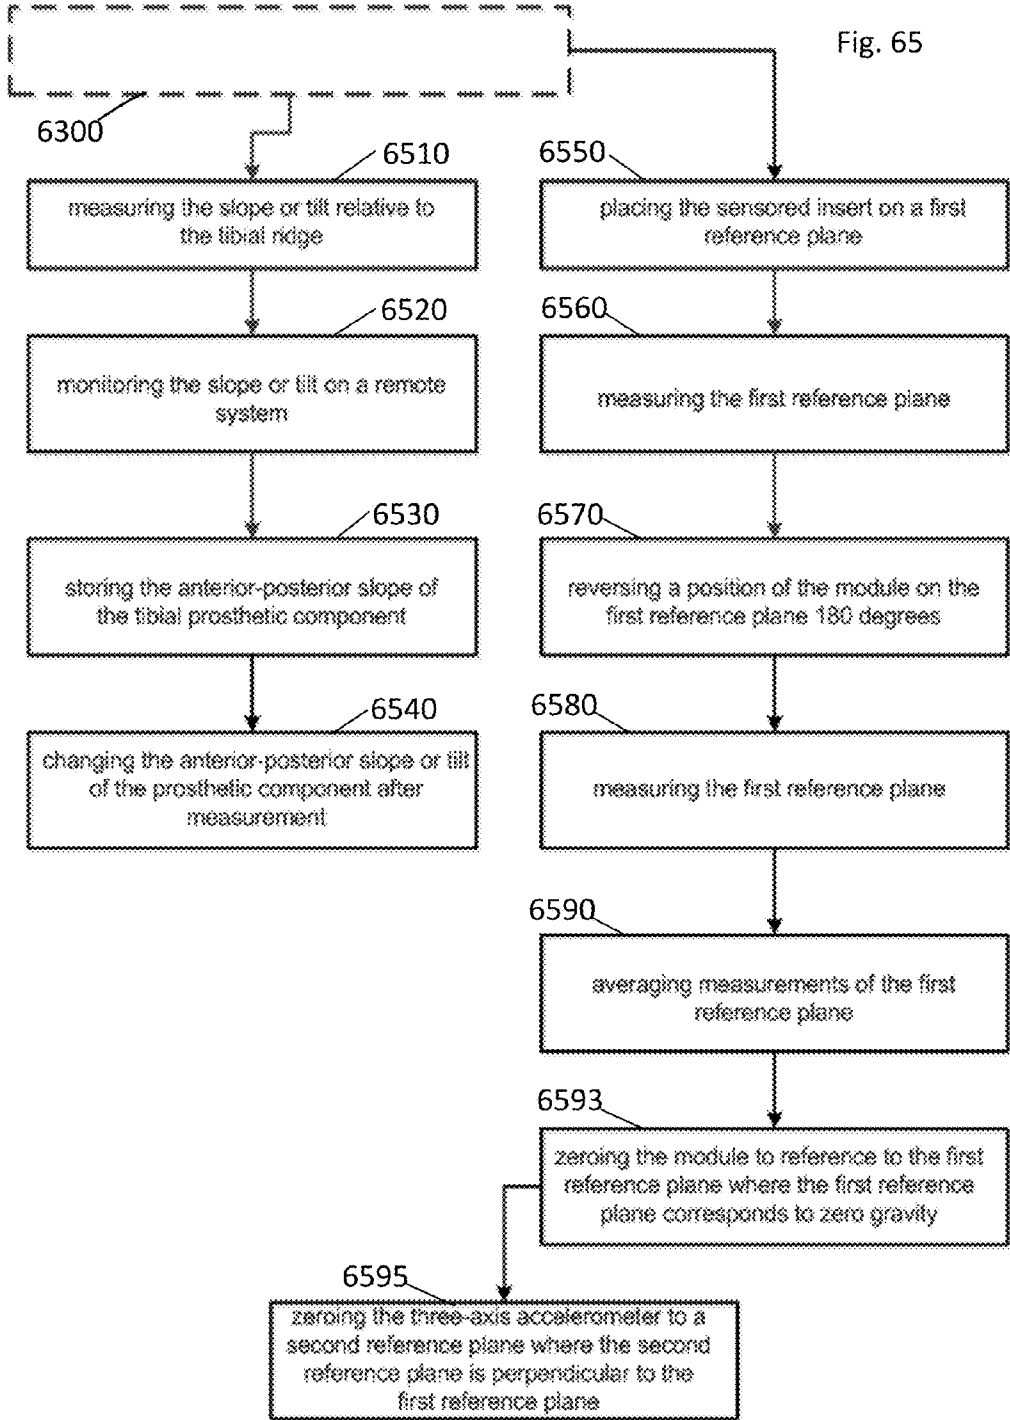 Fig. 65
6300
6510
measuring the slope or tilt relative to
the tibial ridge
6520
monitoring the slope or tilt on a remote
system
6530
storing the anterior-posterior slope of
the tibial prosthetic component
6540
changing the anterior-posterior slope or tilt
of the prosthetic component after
measurement
6550
placing the sensored insert on a first
reference plane
6560
measuring the first reference plane
6570
reversing a position of the module on the
first reference plane 180 degrees
6580
measuring the first reference plane
6590
averaging measurements of the first
reference plane
6593
zeroing the module to reference to the first
reference plane where the first reference
plane corresponds to zero gravity
6595
zeroing the three-axis accelerometer to a
second reference plane where the second
reference plane is perpendicular to the
first reference plane